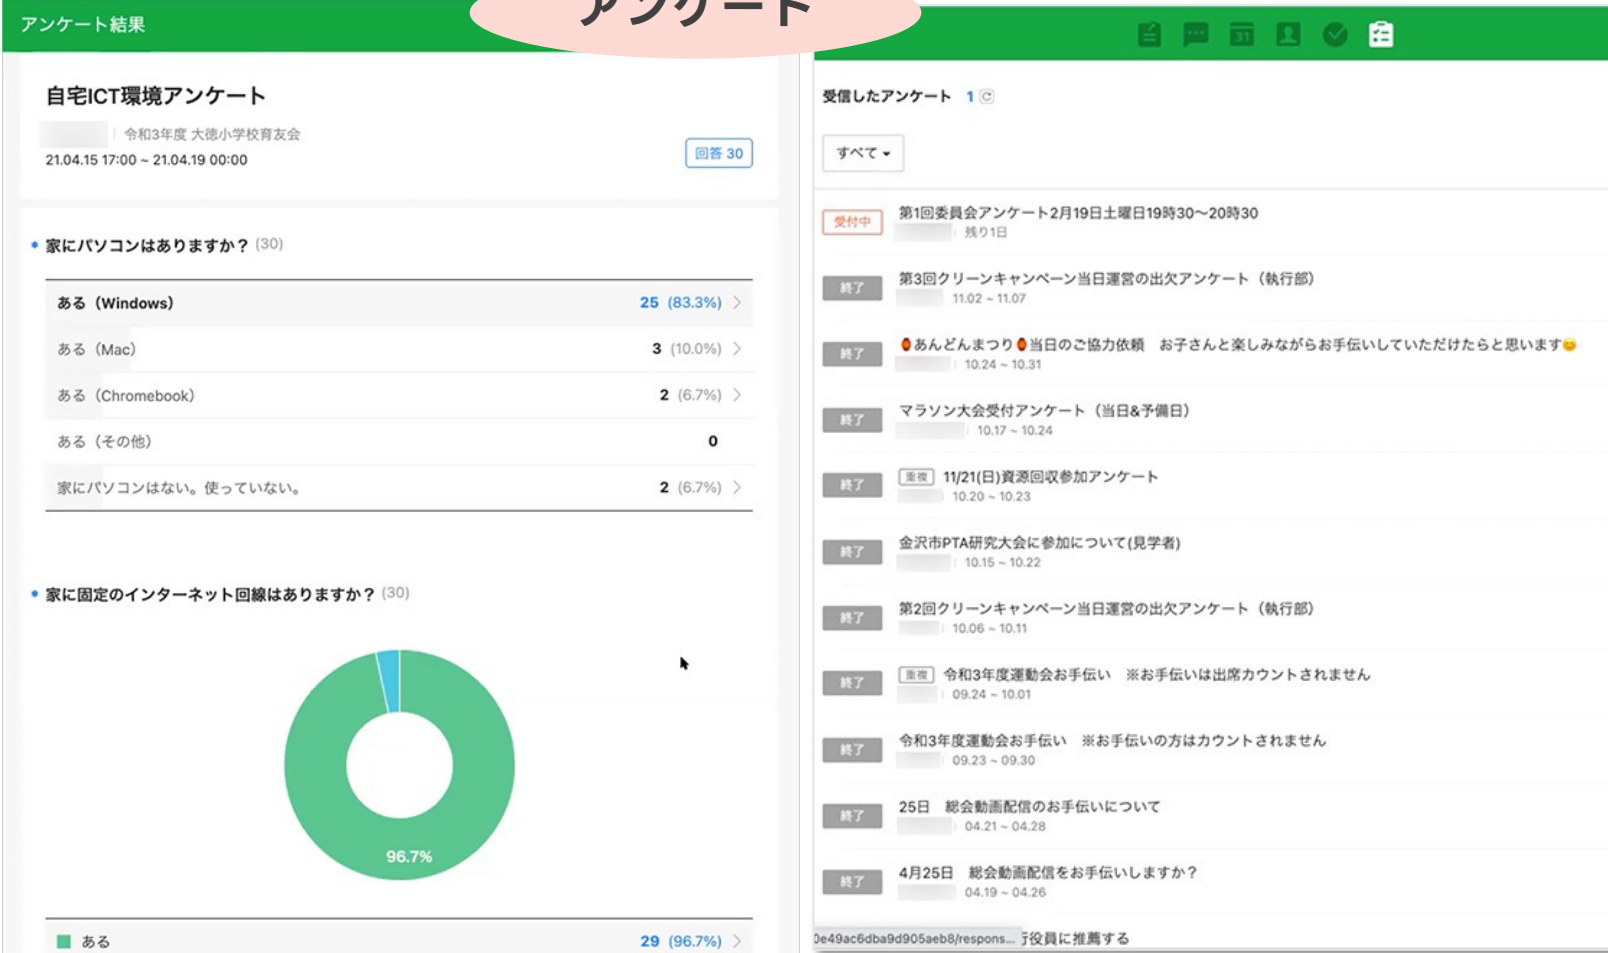 アンケート
アンケート結果
自宅ICT環境アンケート
令和3年度 大徳小学校育友会
21.04.15 17:00 ~ 21.04.19 00:00
回答 30
* 家にパソコンはありますか? (30)
ある（Windows） 25 (83.3%)
ある（Mac） 3 (10.0%)
ある（Chromebook） 2 (6.7%)
ある（その他） 0
家にパソコンはない。使っていない。 2 (6.7%)
* 家に固定のインターネット回線はありますか? (30)
96.7%
ある 29 (96.7%)
31
受信したアンケート 1
すべて
受付中 第1回委員会アンケート2月19日土曜日19時30〜20時30
残り1日
終了 第3回クリーンキャンペーン当日運営の出欠アンケート（執行部）
11.02 ~ 11.07
終了 🏮あんどんまつり🏮当日のご協力依頼　お子さんと楽しみながらお手伝いしていただけたらと思います😊
10.24 ~ 10.31
終了 マラソン大会受付アンケート（当日&予備日）
10.17 ~ 10.24
終了 重複 11/21(日)資源回収参加アンケート
10.20 ~ 10.23
終了 金沢市PTA研究大会に参加について(見学者)
10.15 ~ 10.22
終了 第2回クリーンキャンペーン当日運営の出欠アンケート（執行部）
10.06 ~ 10.11
終了 重複 令和3年度運動会お手伝い　※お手伝いは出席カウントされません
09.24 ~ 10.01
終了 令和3年度運動会お手伝い　※お手伝いの方はカウントされません
09.23 ~ 09.30
終了 25日　総会動画配信のお手伝いについて
04.21 ~ 04.28
終了 4月25日　総会動画配信をお手伝いしますか?
04.19 ~ 04.26
0e49ac6dba9d905aeb8/respons... 行役員に推薦する